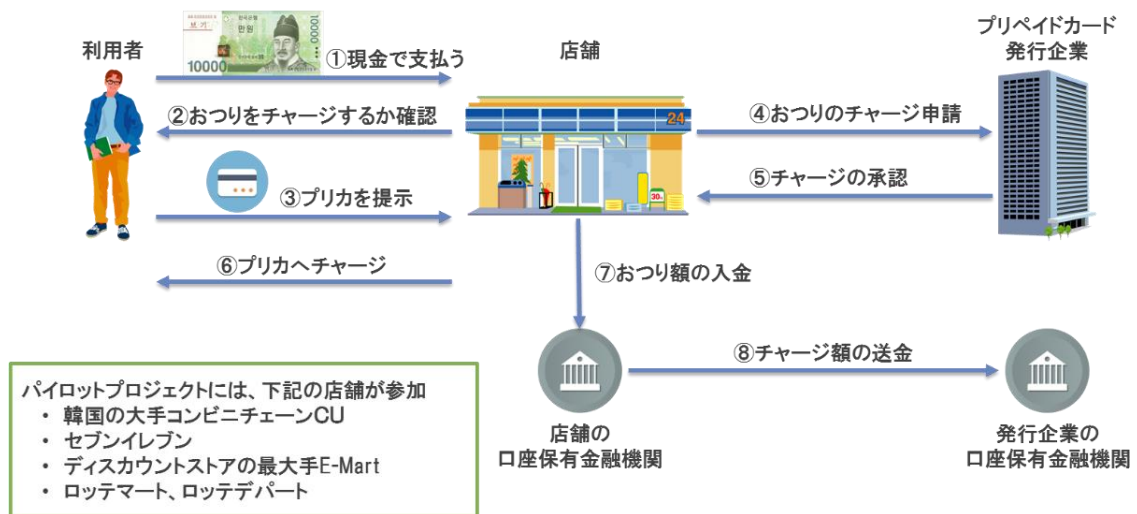 利用者
10000
10000
만원
①現金で支払う
店舗
プリペイドカード
発行企業
②おつりをチャージするか確認
24
④おつりのチャージ申請
③プリカを提示
30
⑤チャージの承認
⑥プリカへチャージ
⑦おつり額の入金
⑧チャージ額の送金
店舗の
口座保有金融機関
発行企業の
口座保有金融機関
パイロットプロジェクトには、下記の店舗が参加
・ 韓国の大手コンビニチェーンCU
・ セブンイレブン
・ ディスカウントストアの最大手E-Mart
・ ロッテマート、ロッテデパート